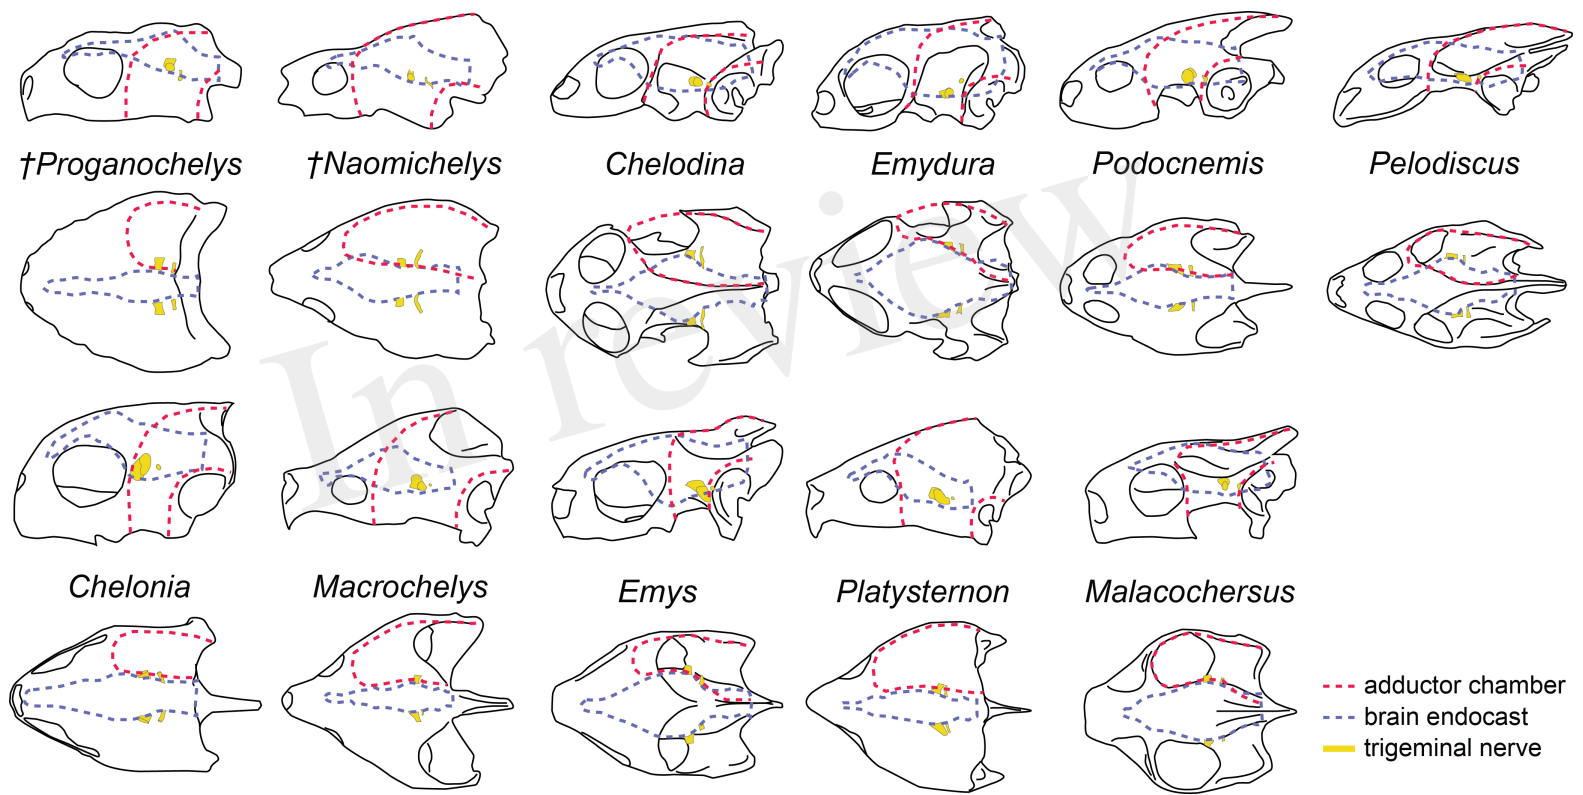 †Proganochelys
†Naomichelys
Chelodina
Emydura
Podocnemis
Pelodiscus
In review
Chelonia
Macrochelys
Emys
Platysternon
Malacochersus
adductor chamber
brain endocast
trigeminal nerve